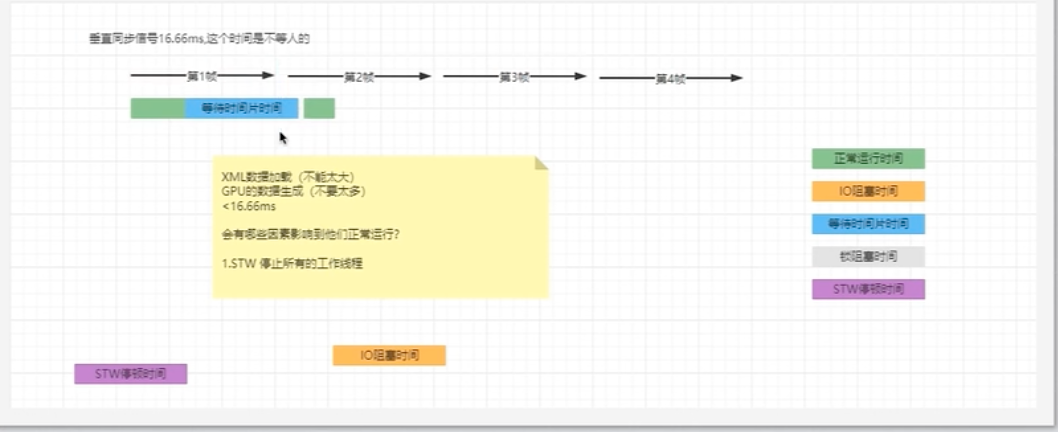 垂直同步信号16.66ms,这个时间是不等人的
第1帧
第2帧
第3帧
第4帧
等待时间片时间
XML数据加载（不能太大）
GPU的数据生成（不要太多）
<16.66ms
会有哪些因素影响到他们正常运行?
1.STW 停止所有的工作线程
正常运行时间
IO阻塞时间
等待时间片时间
锁阻塞时间
STW停顿时间
IO阻塞时间
STW停顿时间